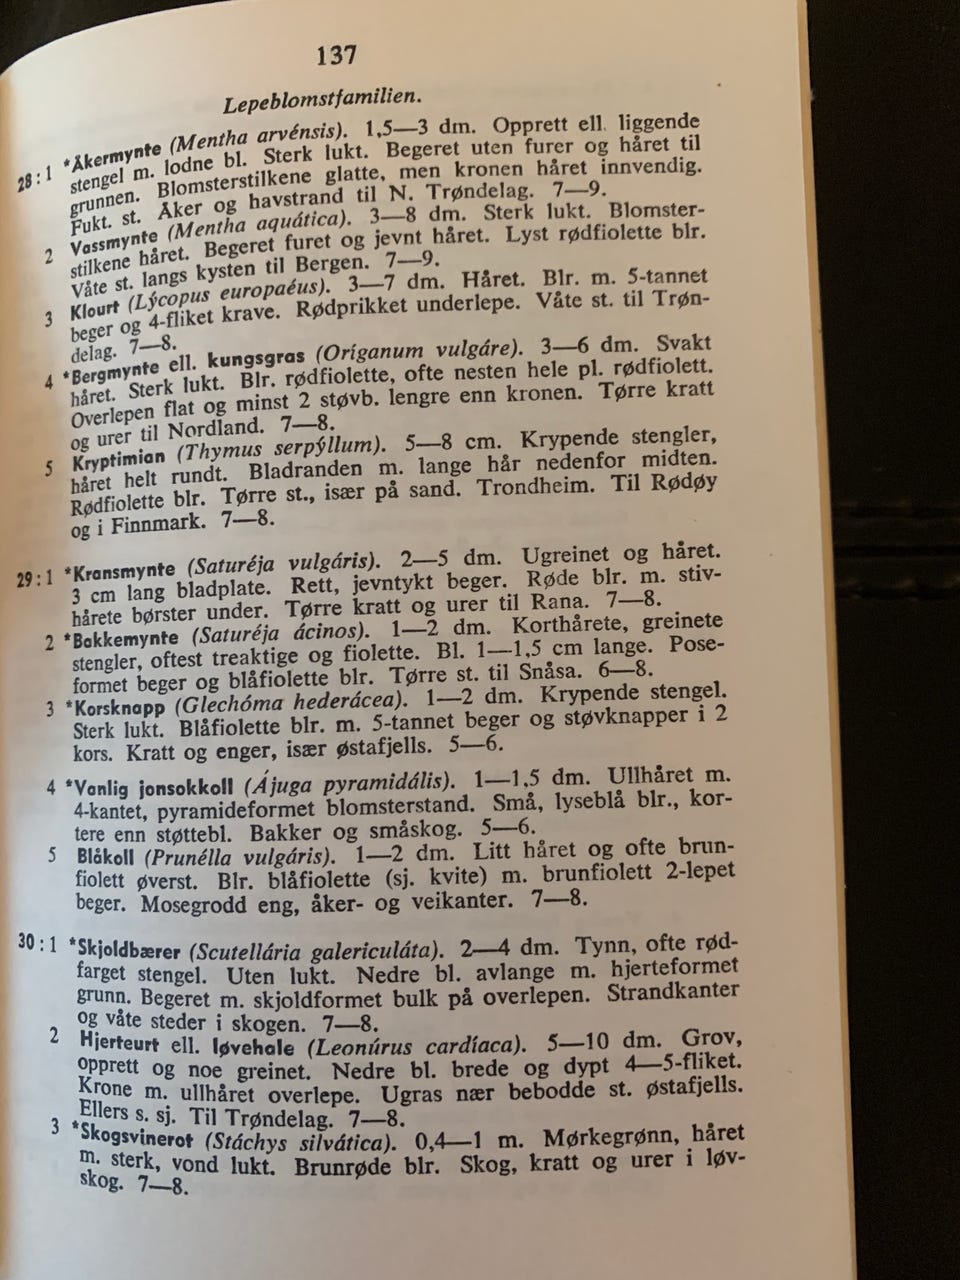 137
Lepeblomstfamilien.
28 : 1 *Åkermynte (Mentha arvénsis). 1,5—3 dm. Opprett ell. liggende
stengel m. lodne bl. Sterk lukt. Begeret uten furer og håret til
grunnen. Blomsterstilkene glatte, men kronen håret innvendig.
Fukt. st. Åker og havstrand til N. Trøndelag. 7—9.
2 Vassmynte (Mentha aquática). 3—8 dm. Sterk lukt. Blomster-
stilkene håret. Begeret furet og jevnt håret. Lyst rødfiolette blr.
Våte st. langs kysten til Bergen. 7—9.
3 Klourt (Lýcopus européus). 3—7 dm. Håret. Blr. m. 5-tannet
beger og 4-fliket krave. Rødprikket underlepe. Våte st. til Trøn-
delag. 7—8.
4 *Bergmynte ell. kungsgras (Oríganum vulgáre). 3—6 dm. Svakt
håret. Sterk lukt. Blr. rødfiolette, ofte nesten hele pl. rødfiolett.
Overlepen flat og minst 2 støvb. lengre enn kronen. Tørre kratt
og urer til Nordland. 7—8.
5 Kryptimian (Thymus serpýllum). 5—8 cm. Krypende stengler,
håret helt rundt. Bladranden m. lange hår nedenfor midten.
Rødfiolette blr. Tørre st., især på sand. Trondheim. Til Rødøy
og i Finnmark. 7—8.
29 : 1 *Kransmynte (Saturéja vulgáris). 2—5 dm. Ugreinet og håret.
3 cm lang bladplate. Rett, jevntykt beger. Røde blr. m. stiv-
hårete børster under. Tørre kratt og urer til Rana. 7—8.
2 *Bakkemynte (Saturéja ácinos). 1—2 dm. Korthårete, greinete
stengler, oftest treaktige og fiolette. Bl. 1—1,5 cm lange. Pose-
formet beger og blåfiolette blr. Tørre st. til Snåsa. 6—8.
3 *Korsknapp (Glechóma hederácea). 1—2 dm. Krypende stengel.
Sterk lukt. Blåfiolette blr. m. 5-tannet beger og støvknapper i 2
kors. Kratt og enger, især østafjells. 5—6.
4 *Vanlig jonsokkoll (Ájuga pyramidális). 1—1,5 dm. Ullhåret m.
4-kantet, pyramideformet blomsterstand. Små, lyseblå blr., kor-
tere enn støttebl. Bakker og småskog. 5—6.
5 Blåkoll (Prunélla vulgáris). 1—2 dm. Litt håret og ofte brun-
fiolett øverst. Blr. blåfiolette (sj. kvite) m. brunfiolett 2-lepet
beger. Mosegrodd eng, åker- og veikanter. 7—8.
30 : 1 *Skjoldbærer (Scutellária galericuláta). 2—4 dm. Tynn, ofte rød-
farget stengel. Uten lukt. Nedre bl. avlange m. hjerteformet
grunn. Begeret m. skjoldformet bulk på overlepen. Strandkanter
og våte steder i skogen. 7—8.
2 Hjerteurt ell. løvehale (Leonúrus cardíaca). 5—10 dm. Grov,
opprett og noe greinet. Nedre bl. brede og dypt 4—5-fliket.
Krone m. ullhåret overlepe. Ugras nær bebodde st. østafjells.
Ellers s. sj. Til Trøndelag. 7—8.
3 *Skogsvinerot (Stáchys silvática). 0,4—1 m. Mørkegrønn, håret
m. sterk, vond lukt. Brunrøde blr. Skog, kratt og urer i løv-
skog. 7—8.